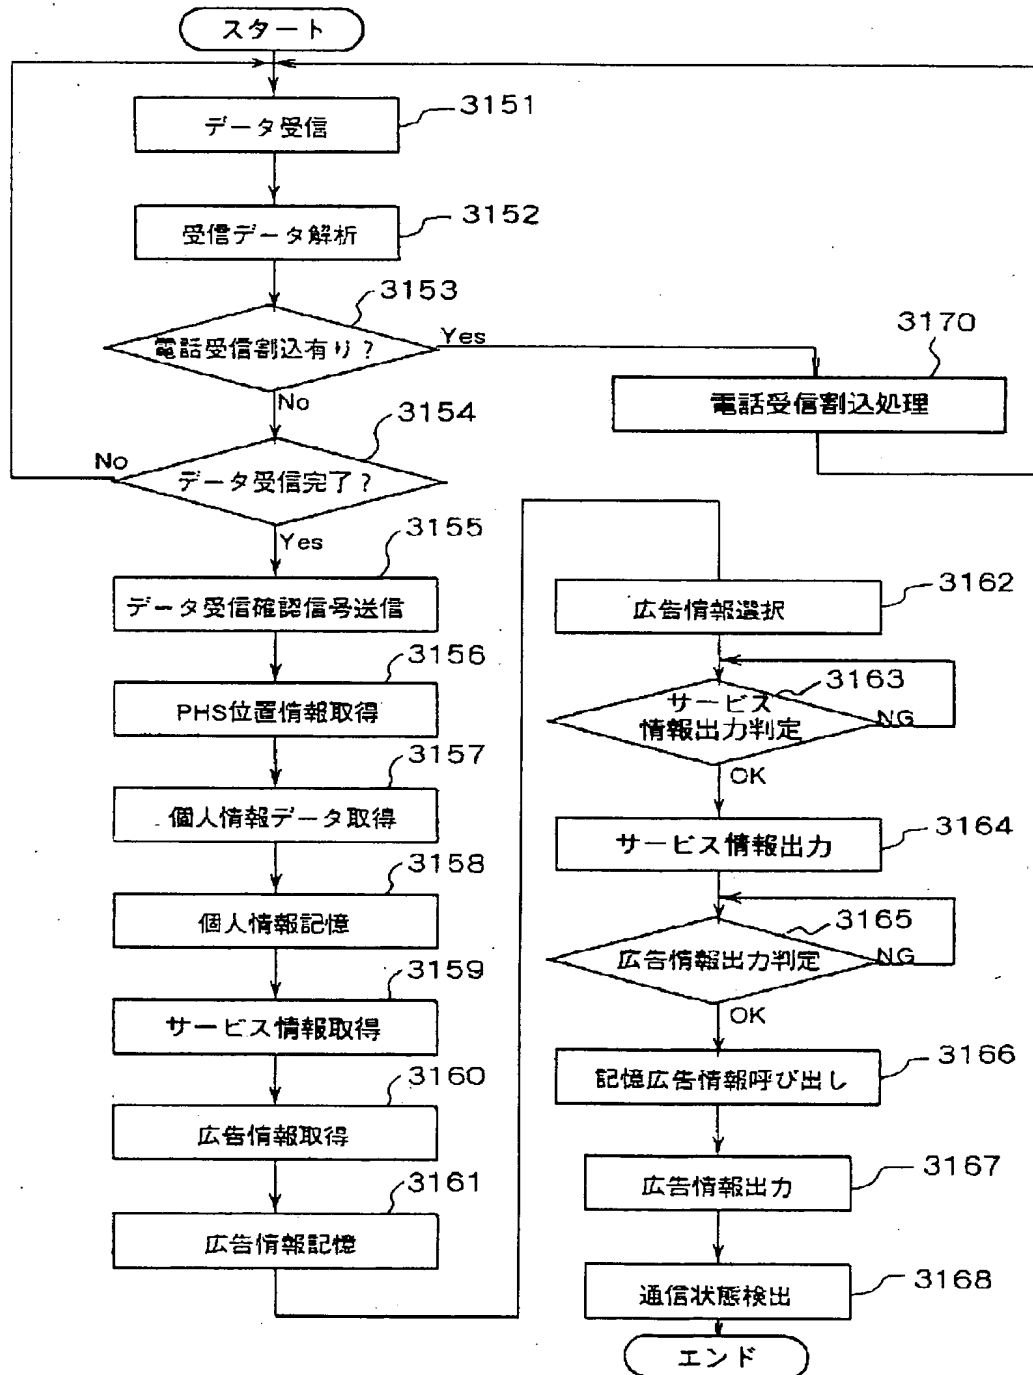 スタート
3151
データ受信
3152
受信データ解析
3153
電話受信割込有り?
Yes
No
3170
電話受信割込処理
3154
データ受信完了?
No
Yes
3155
データ受信確認信号送信
3156
PHS位置情報取得
3157
個人情報データ取得
3158
個人情報記憶
3159
サービス情報取得
3160
広告情報取得
3161
広告情報記憶
3162
広告情報選択
3163
サービス
情報出力判定
NG
OK
3164
サービス情報出力
3165
広告情報出力判定
NG
OK
3166
記憶広告情報呼び出し
3167
広告情報出力
3168
通信状態検出
エンド